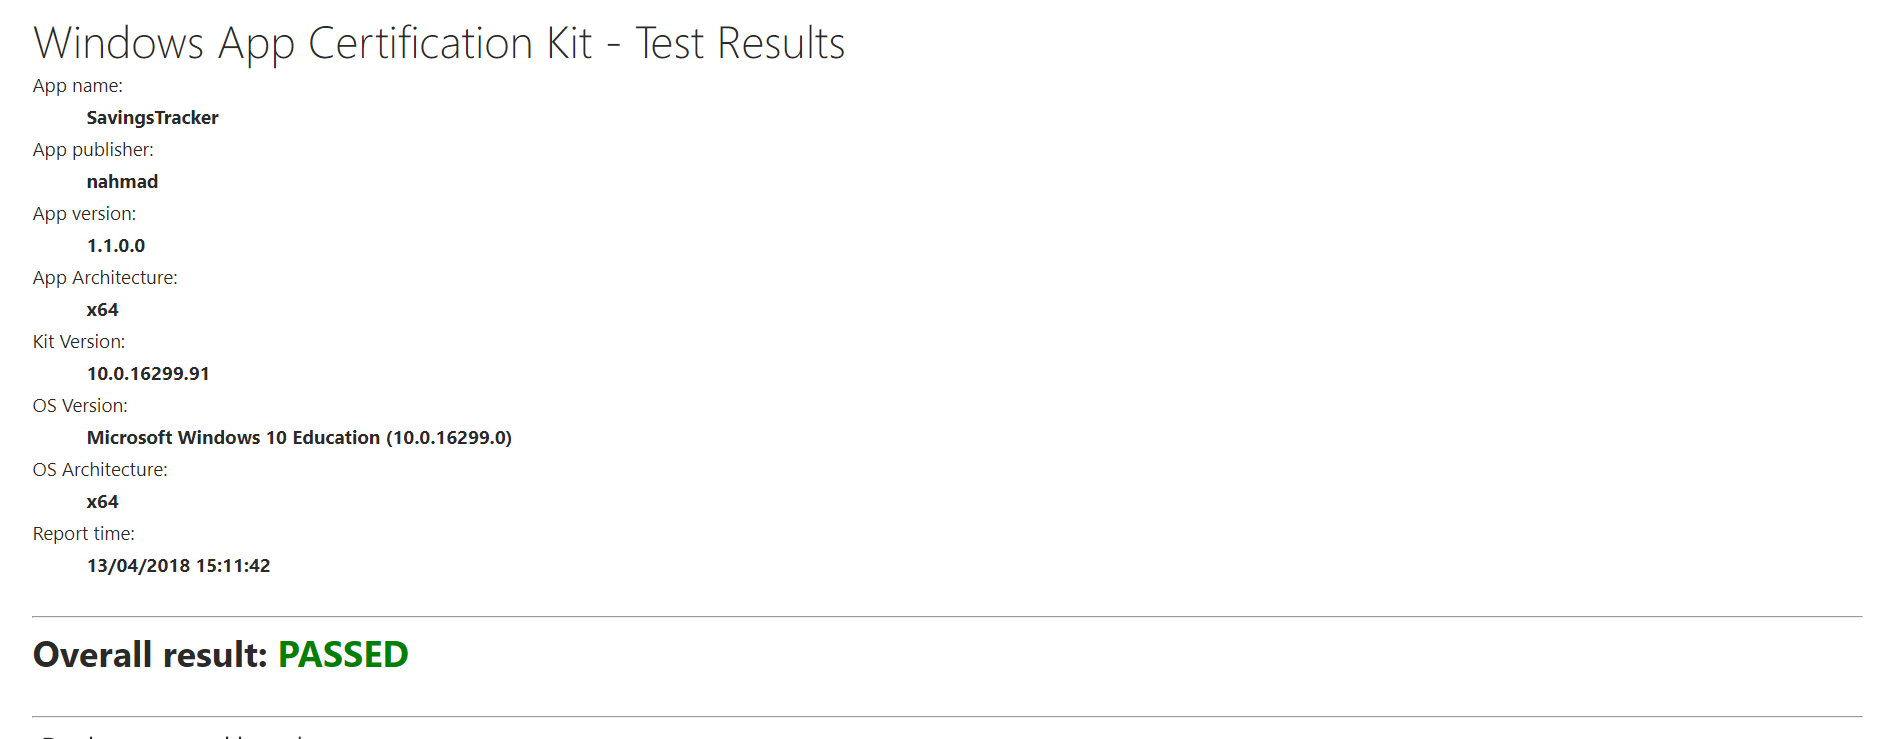 Windows App Certification Kit - Test Results
App name:
SavingsTracker
App publisher:
nahmad
App version:
1.1.0.0
App Architecture:
x64
Kit Version:
10.0.16299.91
OS Version:
Microsoft Windows 10 Education (10.0.16299.0)
OS Architecture:
x64
Report time:
13/04/2018 15:11:42
Overall result: PASSED